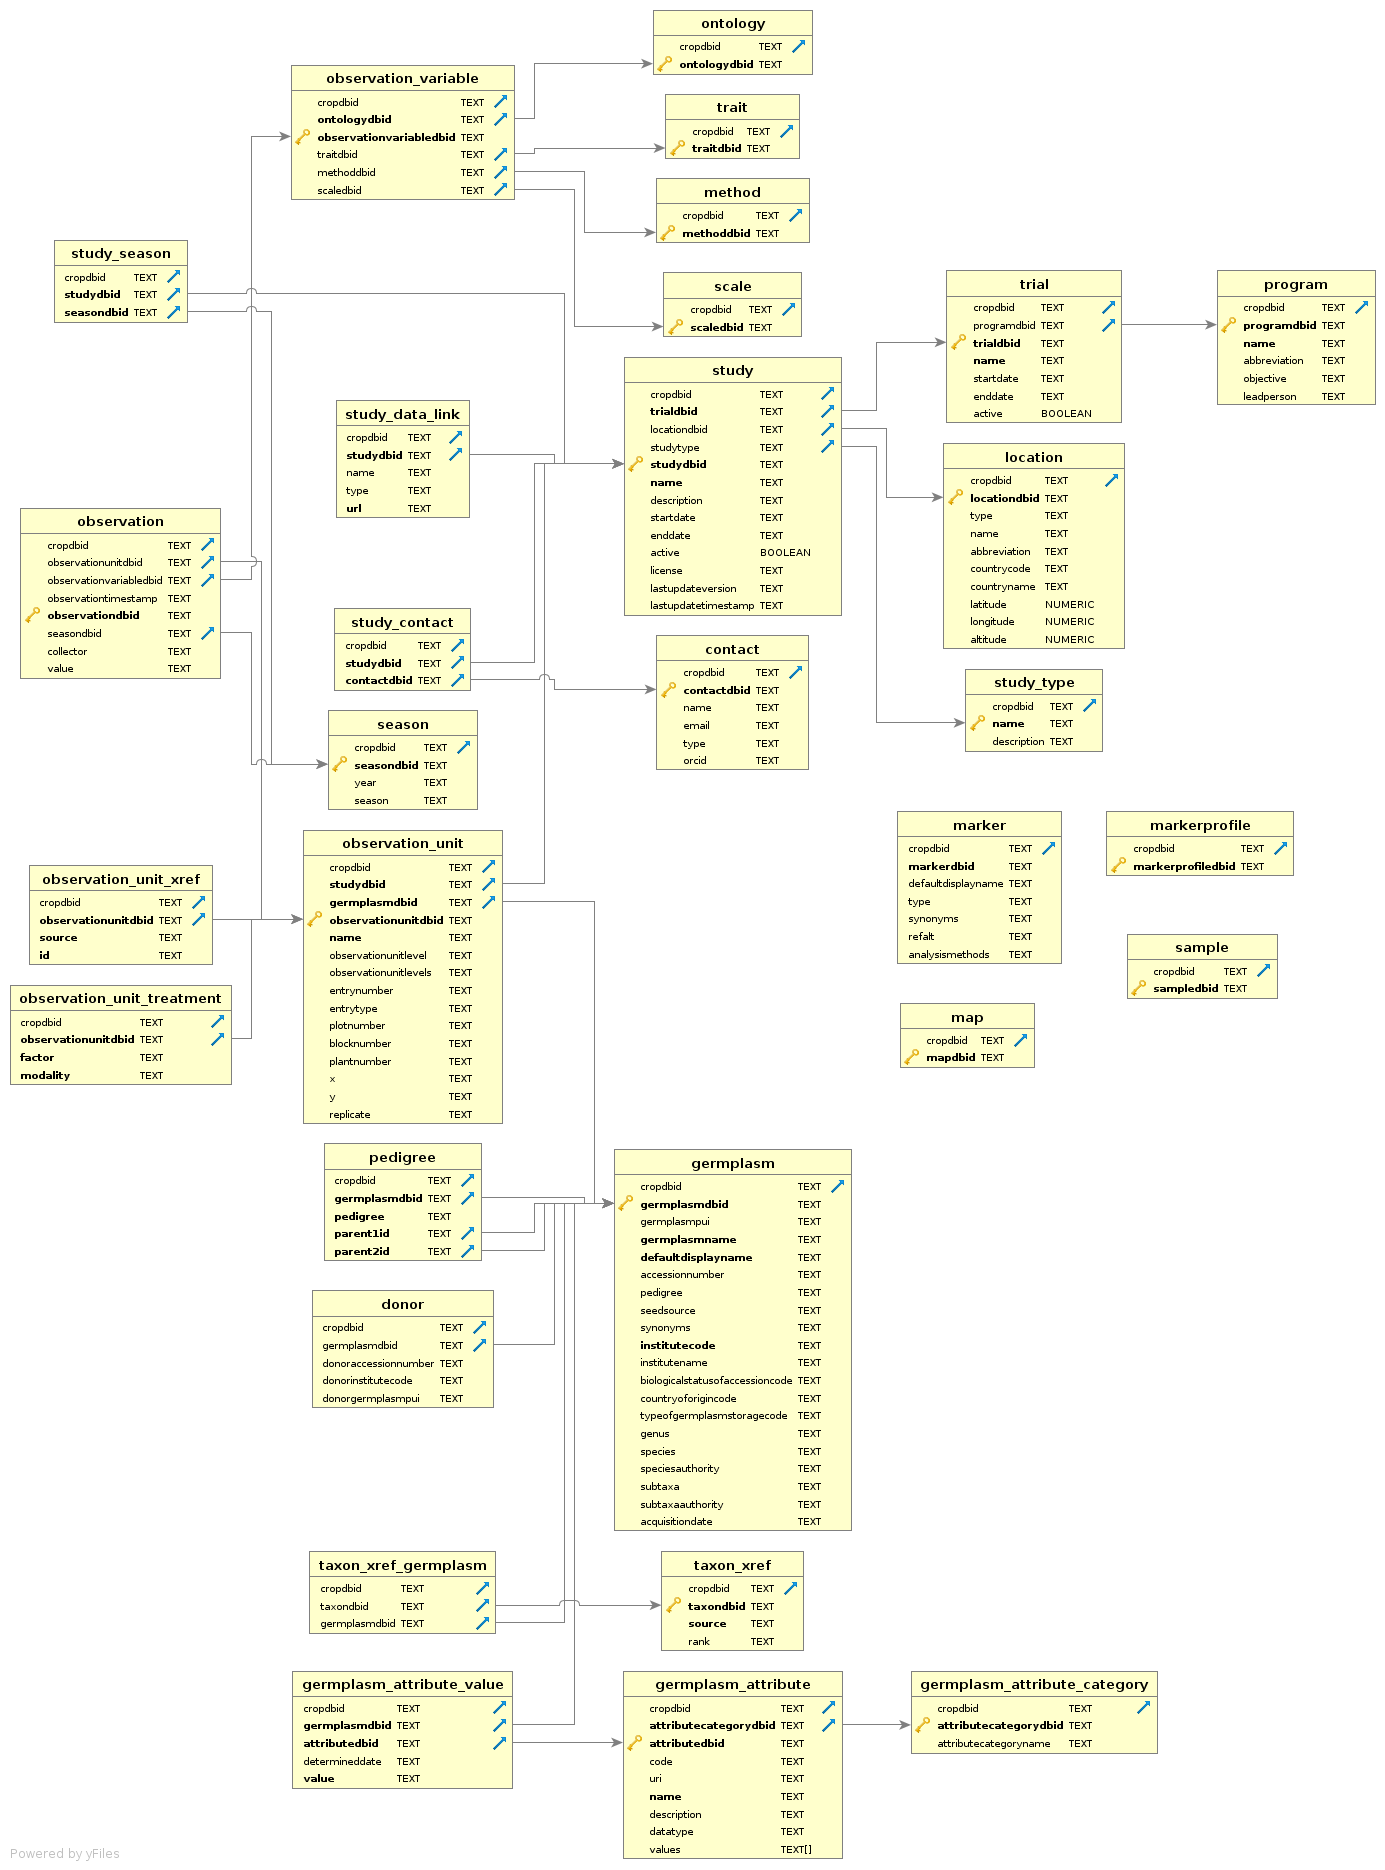 ontology
cropdbid TEXT
ontologydbid TEXT
observation_variable
cropdbid TEXT
ontologydbid TEXT
observationvariabledbid TEXT
traitdbid TEXT
methoddbid TEXT
scaledbid TEXT
trait
cropdbid TEXT
traitdbid TEXT
method
cropdbid TEXT
methoddbid TEXT
study_season
cropdbid TEXT
studydbid TEXT
seasondbid TEXT
scale
cropdbid TEXT
scaledbid TEXT
trial
cropdbid TEXT
programdbid TEXT
trialdbid TEXT
name TEXT
startdate TEXT
enddate TEXT
active BOOLEAN
program
cropdbid TEXT
programdbid TEXT
name TEXT
abbreviation TEXT
objective TEXT
leadperson TEXT
study
cropdbid TEXT
trialdbid TEXT
locationdbid TEXT
studytype TEXT
studydbid TEXT
name TEXT
description TEXT
startdate TEXT
enddate TEXT
active BOOLEAN
license TEXT
lastupdateversion TEXT
lastupdatetimestamp TEXT
study_data_link
cropdbid TEXT
studydbid TEXT
name TEXT
type TEXT
url TEXT
location
cropdbid TEXT
locationdbid TEXT
type TEXT
name TEXT
abbreviation TEXT
countrycode TEXT
countryname TEXT
latitude NUMERIC
longitude NUMERIC
altitude NUMERIC
observation
cropdbid TEXT
observationunitdbid TEXT
observationvariabledbid TEXT
observationtimestamp TEXT
observationdbid TEXT
seasondbid TEXT
collector TEXT
value TEXT
study_contact
cropdbid TEXT
studydbid TEXT
contactdbid TEXT
contact
cropdbid TEXT
contactdbid TEXT
name TEXT
email TEXT
type TEXT
orcid TEXT
study_type
cropdbid TEXT
name TEXT
description TEXT
season
cropdbid TEXT
seasondbid TEXT
year TEXT
season TEXT
marker
cropdbid TEXT
markerdbid TEXT
defaultdisplayname TEXT
type TEXT
synonyms TEXT
refalt TEXT
analysismethods TEXT
markerprofile
cropdbid TEXT
markerprofiledbid TEXT
observation_unit
cropdbid TEXT
studydbid TEXT
germplasmdbid TEXT
observationunitdbid TEXT
name TEXT
observationunitlevel TEXT
observationunitlevels TEXT
entrynumber TEXT
entrytype TEXT
plotnumber TEXT
blocknumber TEXT
plantnumber TEXT
x TEXT
y TEXT
replicate TEXT
observation_unit_xref
cropdbid TEXT
observationunitdbid TEXT
source TEXT
id TEXT
sample
cropdbid TEXT
sampledbid TEXT
observation_unit_treatment
cropdbid TEXT
observationunitdbid TEXT
factor TEXT
modality TEXT
map
cropdbid TEXT
mapdbid TEXT
pedigree
cropdbid TEXT
germplasmdbid TEXT
pedigree TEXT
parent1id TEXT
parent2id TEXT
germplasm
cropdbid TEXT
germplasmdbid TEXT
germplasmpui TEXT
germplasmname TEXT
defaultdisplayname TEXT
accessionnumber TEXT
pedigree TEXT
seedsource TEXT
synonyms TEXT
institutecode TEXT
institutename TEXT
biologicalstatusofaccessioncode TEXT
countryoforigincode TEXT
typeofgermplasmstoragecode TEXT
genus TEXT
species TEXT
speciesauthority TEXT
subtaxa TEXT
subtaxaauthority TEXT
acquisitiondate TEXT
donor
cropdbid TEXT
germplasmdbid TEXT
donoraccessionnumber TEXT
donorinstitutecode TEXT
donorgermplasmpui TEXT
taxon_xref_germplasm
cropdbid TEXT
taxondbid TEXT
germplasmdbid TEXT
taxon_xref
cropdbid TEXT
taxondbid TEXT
source TEXT
rank TEXT
germplasm_attribute_value
cropdbid TEXT
germplasmdbid TEXT
attributedbid TEXT
determineddate TEXT
value TEXT
germplasm_attribute
cropdbid TEXT
attributecategorydbid TEXT
attributedbid TEXT
code TEXT
uri TEXT
name TEXT
description TEXT
datatype TEXT
values TEXT[]
germplasm_attribute_category
cropdbid TEXT
attributecategorydbid TEXT
attributecategoryname TEXT
Powered by yFiles